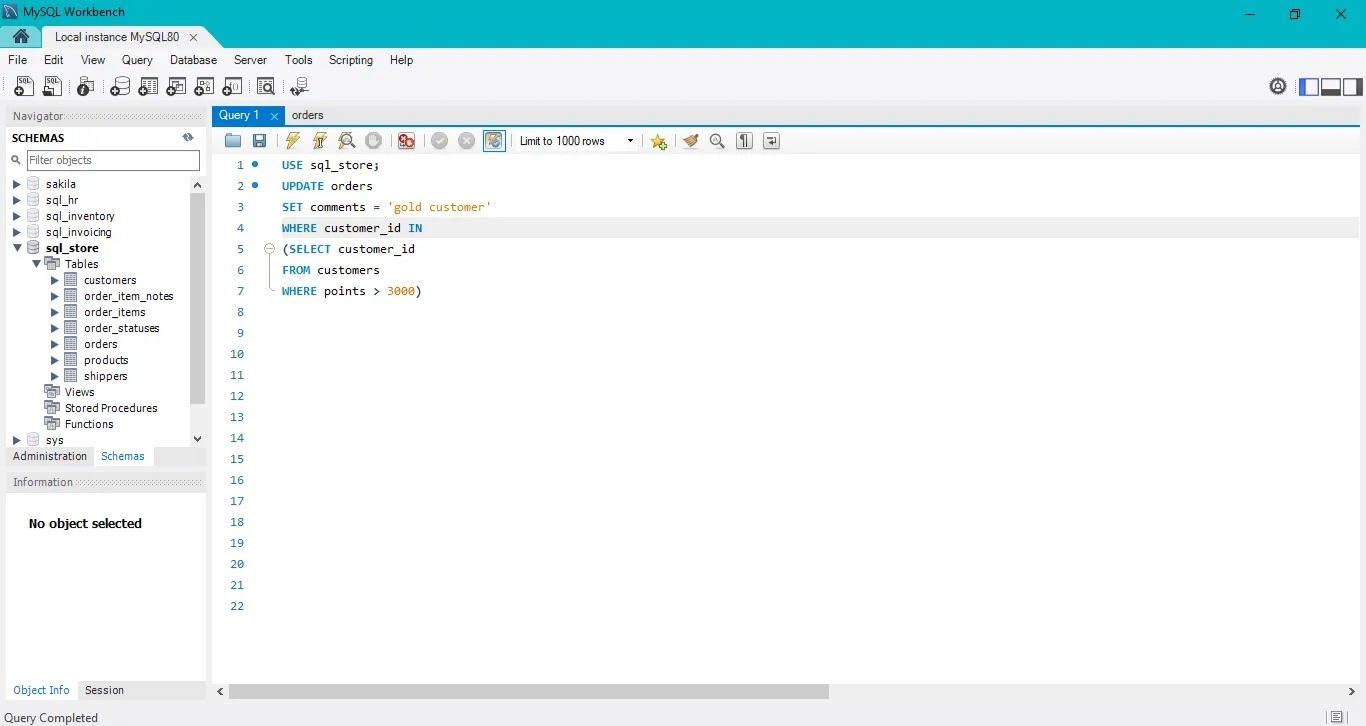 MySQL Workbench
Local instance MySQL80
File Edit View Query Database Server Tools Scripting Help
Navigator
SCHEMAS
Filter objects
sakila
sql_hr
sql_inventory
sql_invoicing
sql_store
Tables
customers
order_item_notes
order_items
order_statuses
orders
products
shippers
Views
Stored Procedures
Functions
sys
Administration Schemas
Information
No object selected
Object Info Session
Query 1 orders
Limit to 1000 rows
1 USE sql_store;
2 UPDATE orders
3 SET comments = 'gold customer'
4 WHERE customer_id IN
5 (SELECT customer_id
6 FROM customers
7 WHERE points > 3000)
8
9
10
11
12
13
14
15
16
17
18
19
20
21
22
Query Completed